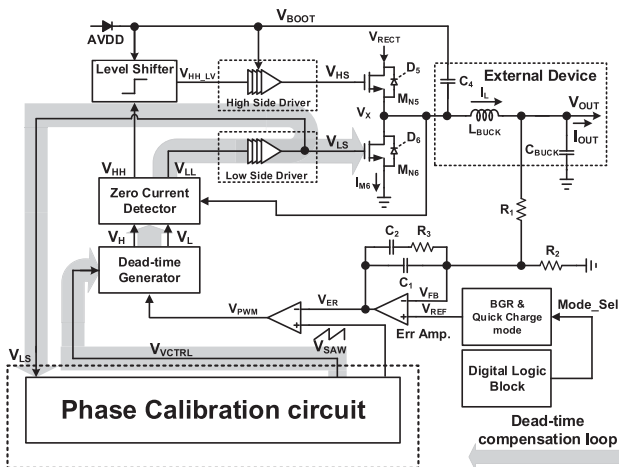 V_BOOT
AVDD
V_RECT
Level Shifter
V_HH_LV
V_HS
D_5
M_N5
C_4
External Device
High Side Driver
I_L
V_OUT
V_X
L_BUCK
I_OUT
C_BUCK
D_6
V_LS
V_HH
V_LL
Low Side Driver
I_M6
M_N6
Zero Current
Detector
R_1
V_H
V_L
C_2
R_3
R_2
Dead-time
Generator
C_1
V_ER
V_FB
V_PWM
V_REF
BGR &
Quick Charge
mode
Mode_Sel
Err Amp.
V_SAW
V_LS
V_VCTRL
Digital Logic
Block
Phase Calibration circuit
Dead-time
compensation loop